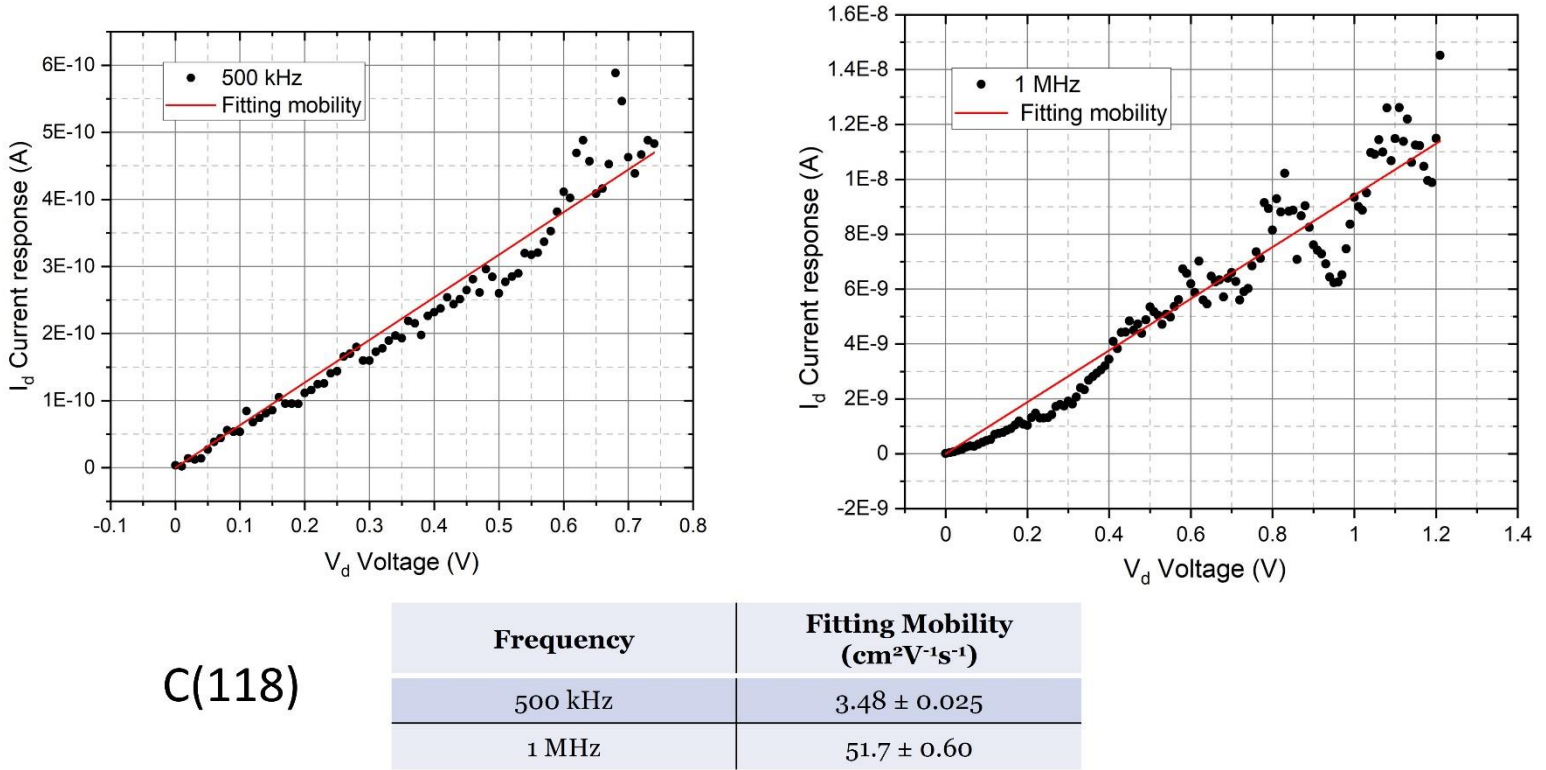 6E-10
5E-10
4E-10
3E-10
2E-10
1E-10
0
-0.1 0 0.1 0.2 0.3 0.4 0.5 0.6 0.7 0.8
I_d Current response (A)
V_d Voltage (V)
500 kHz
Fitting mobility
1.6E-8
1.4E-8
1.2E-8
1E-8
8E-9
6E-9
4E-9
2E-9
0
-2E-9
0 0.2 0.4 0.6 0.8 1 1.2 1.4
I_d Current response (A)
V_d Voltage (V)
1 MHz
Fitting mobility
C(118)
Frequency Fitting Mobility
(cm²V⁻¹s⁻¹)
500 kHz 3.48 ± 0.025
1 MHz 51.7 ± 0.60